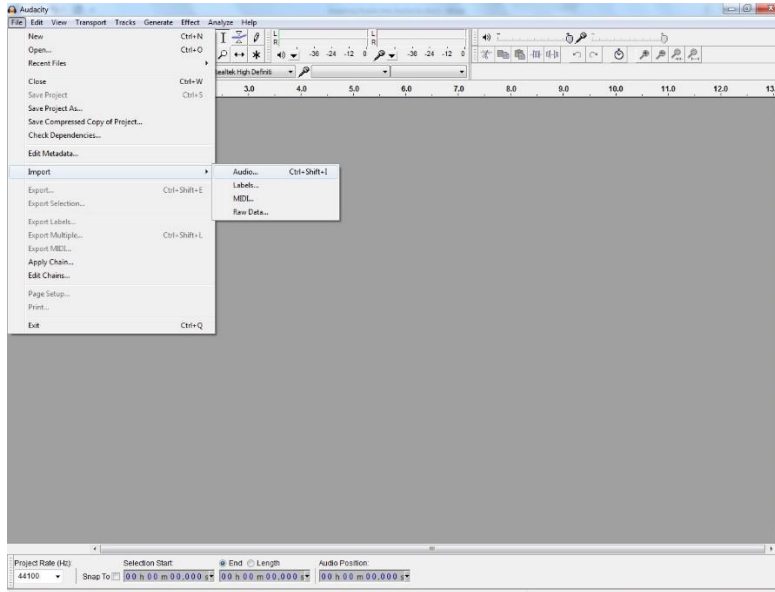 Audacity
File Edit View Transport Tracks Generate Effect Analyze Help
New Ctrl+N
Open... Ctrl+O
Recent Files
Close Ctrl+W
Save Project Ctrl+S
Save Project As...
Save Compressed Copy of Project...
Check Dependencies...
Edit Metadata...
Import
Export... Ctrl+Shift+E
Export Selection...
Export Labels...
Export Multiple... Ctrl+Shift+L
Export MIDI...
Apply Chain...
Edit Chains...
Page Setup...
Print...
Exit Ctrl+Q
Audio... Ctrl+Shift+I
Labels...
MIDI...
Raw Data...
L L
R R
-36 -24 -12 0 -36 -24 -12 0
Realtek High Definiti
3.0 4.0 5.0 6.0 7.0 8.0 9.0 10.0 11.0 12.0 13.
Project Rate (Hz): Selection Start: End Length Audio Position:
44100 Snap To 00 h 00 m 00.000 s 00 h 00 m 00.000 s 00 h 00 m 00.000 s